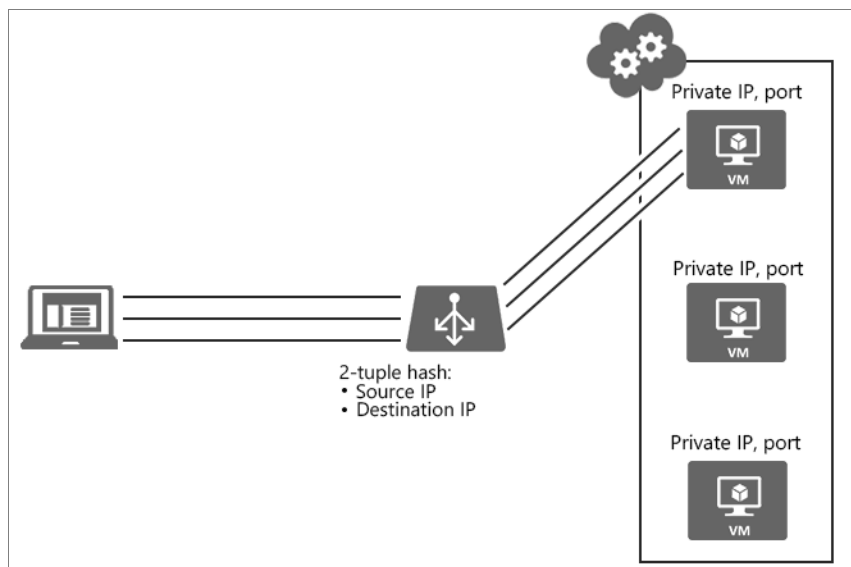 Private IP, port
VM
Private IP, port
VM
2-tuple hash:
• Source IP
• Destination IP
Private IP, port
VM